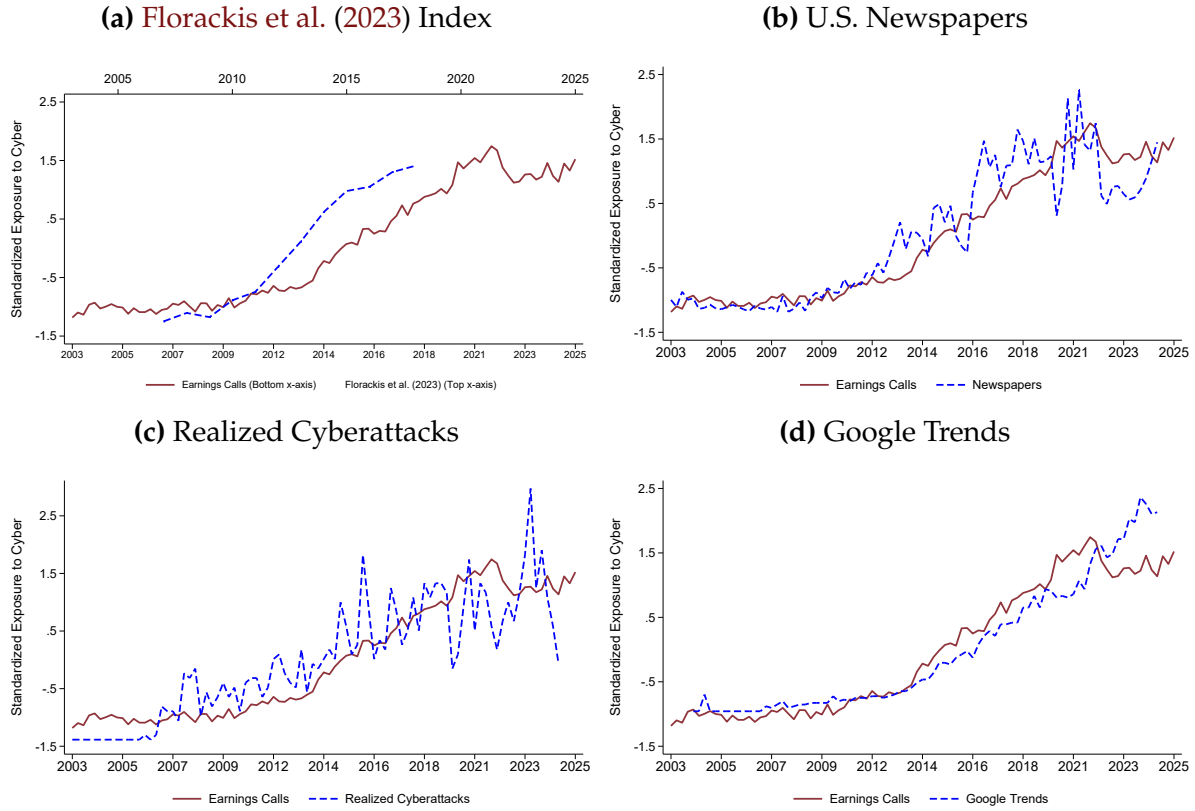 (a) Florackis et al. (2023) Index
2005 2010 2015 2020 2025
Standardized Exposure to Cyber
2.5
1.5
.5
-.5
-1.5
2003 2005 2007 2009 2012 2014 2016 2018 2021 2023 2025
Earnings Calls (Bottom x-axis) Florackis et al. (2023) (Top x-axis)
(b) U.S. Newspapers
Standardized Exposure to Cyber
2.5
1.5
.5
-.5
-1.5
2003 2005 2007 2009 2012 2014 2016 2018 2021 2023 2025
Earnings Calls Newspapers
(c) Realized Cyberattacks
Standardized Exposure to Cyber
2.5
1.5
.5
-.5
-1.5
2003 2005 2007 2009 2012 2014 2016 2018 2021 2023 2025
Earnings Calls Realized Cyberattacks
(d) Google Trends
Standardized Exposure to Cyber
2.5
1.5
.5
-.5
-1.5
2003 2005 2007 2009 2012 2014 2016 2018 2021 2023 2025
Earnings Calls Google Trends